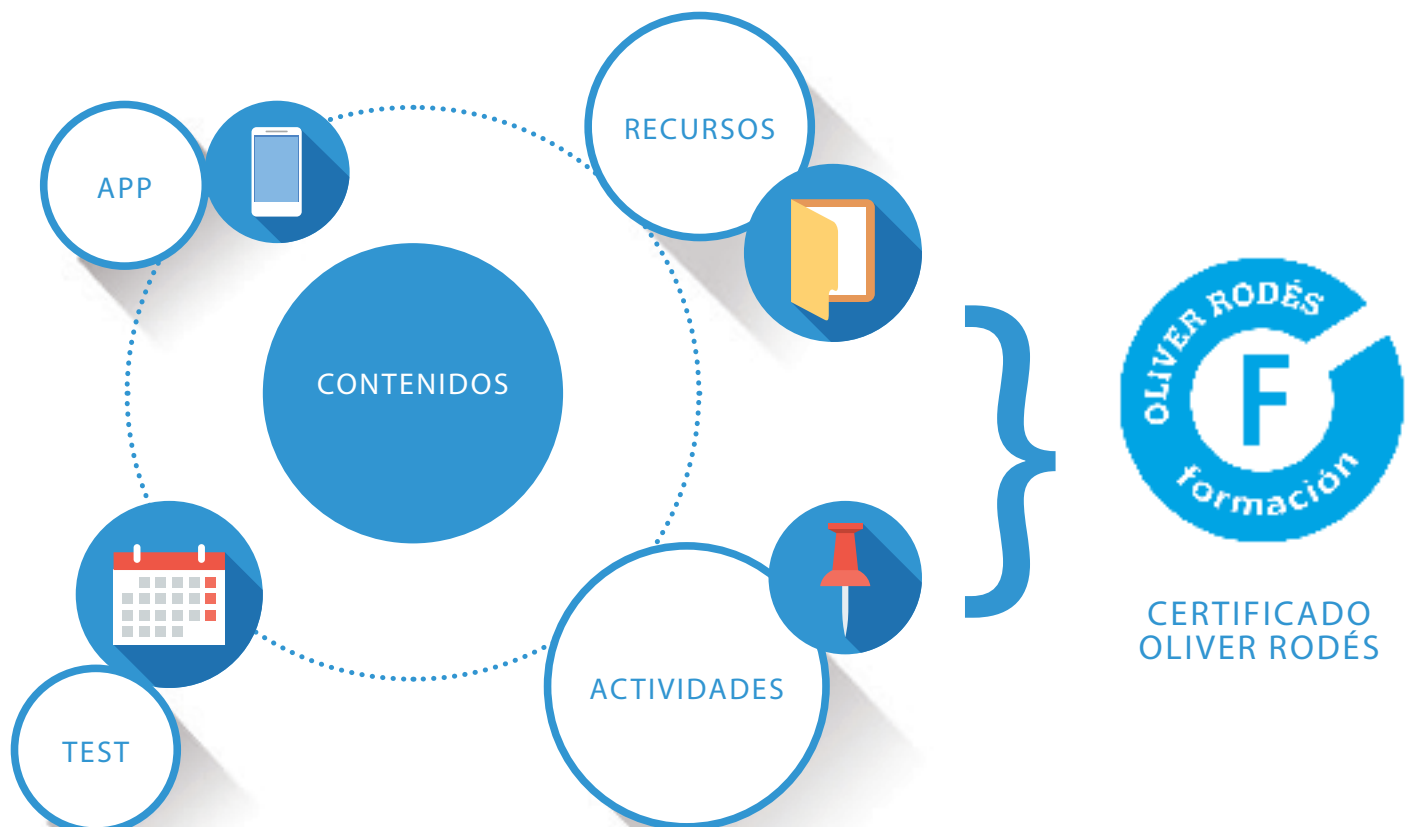 RECURSOS
APP
CONTENIDOS
ACTIVIDADES
TEST
OLIVER RODÉS
F
formación
CERTIFICADO
OLIVER RODÉS